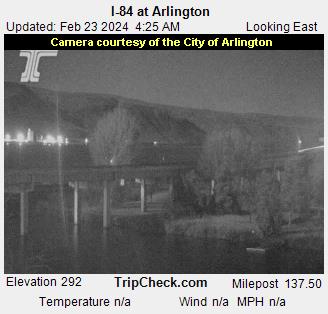 I-84 at Arlington
Updated: Feb 23 2024 4:25 AM Looking East
Camera courtesy of the City of Arlington
Elevation 292 TripCheck.com Milepost 137.50
Temperature n/a Wind n/a MPH n/a